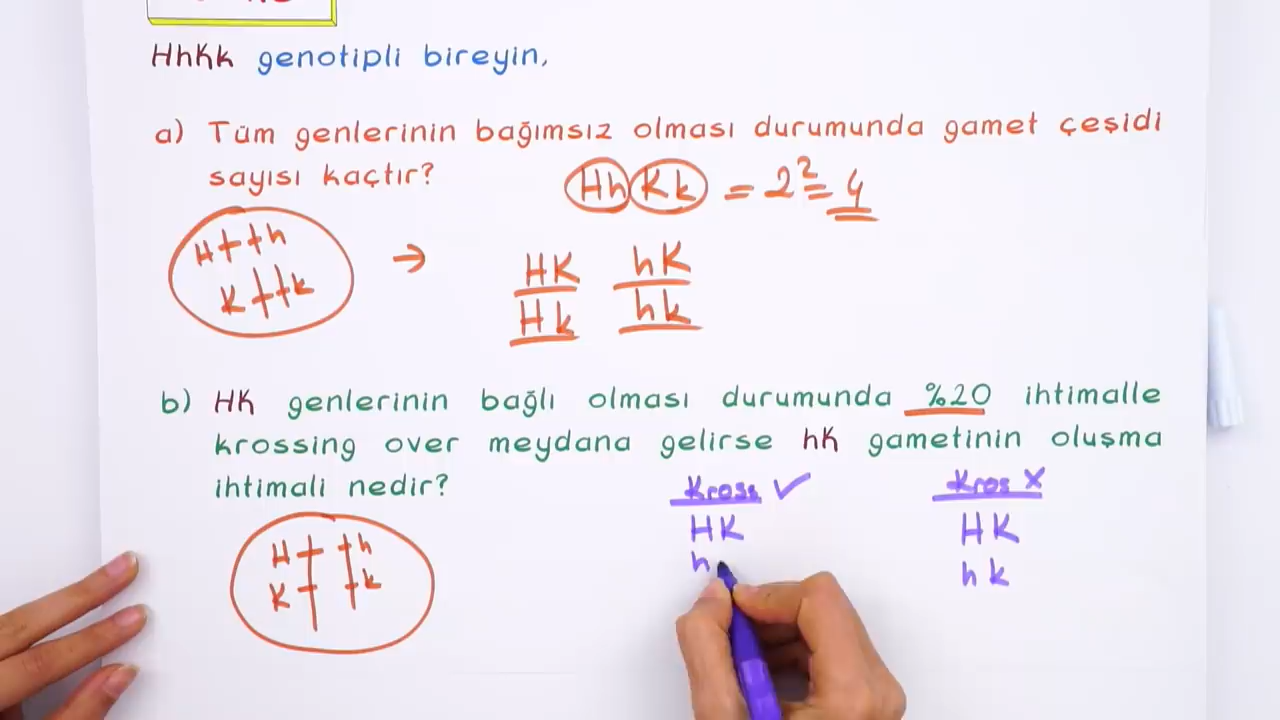 HhKk genotipli bireyin,
a) Tüm genlerinin bağımsız olması durumunda gamet çeşidi
sayısı kaçtır?
Hh Kk = 2² = 4
H h
K k
→
HK hK
Hk hk
b) HK genlerinin bağlı olması durumunda %20 ihtimalle
krossing over meydana gelirse hK gametinin oluşma
ihtimali nedir?
Kross ✓ Kros X
HK HK
h hk
H h
K k